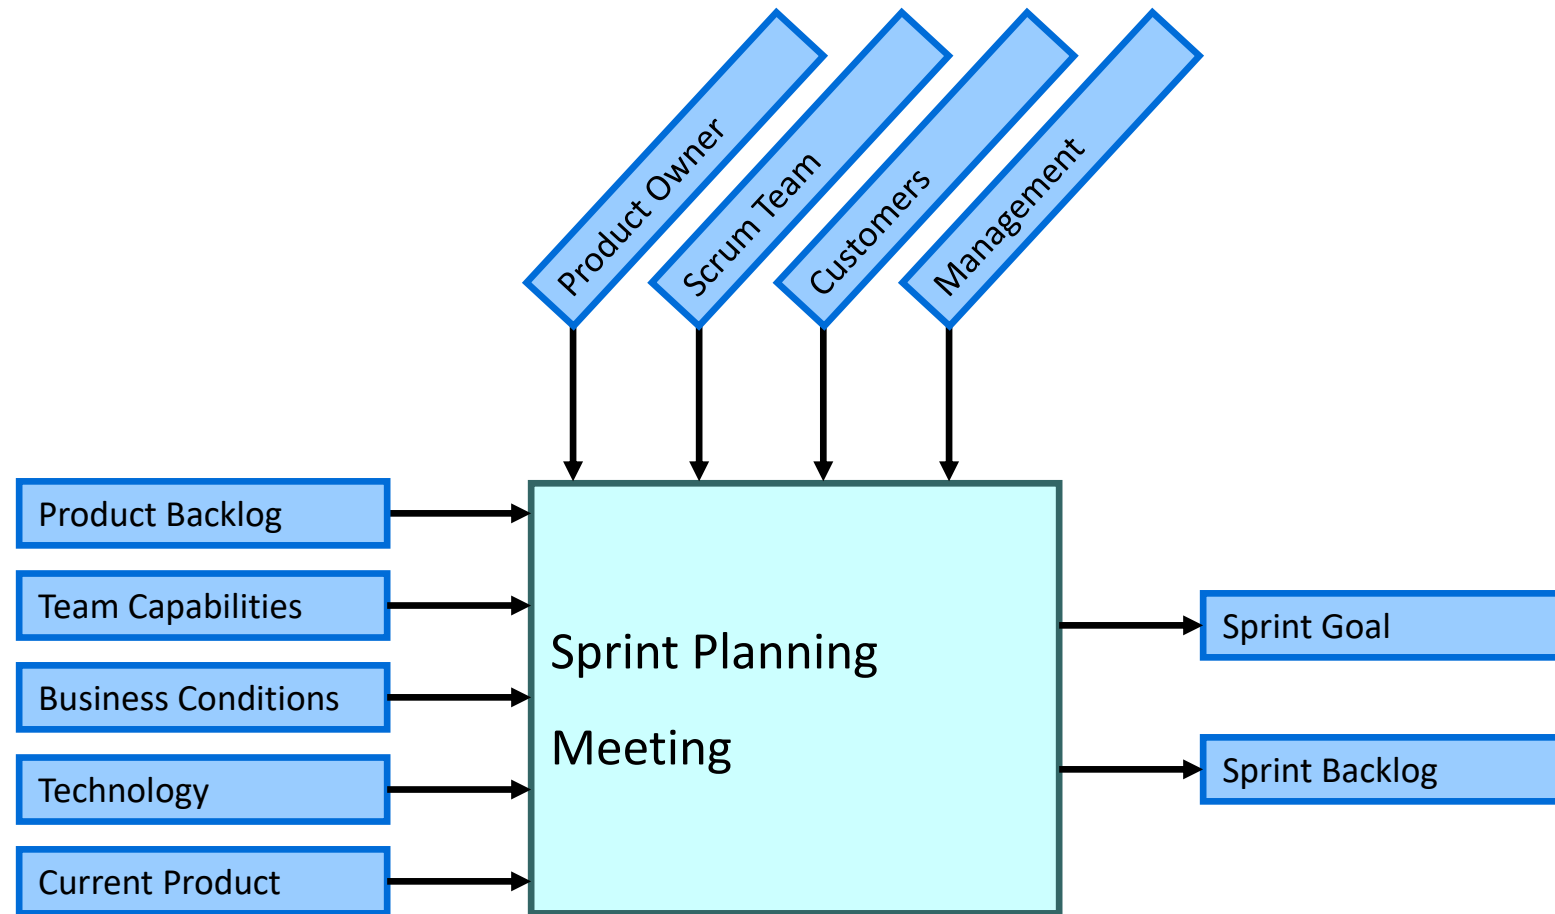 Product Owner
Scrum Team
Customers
Management
Product Backlog
Team Capabilities
Business Conditions
Technology
Current Product
Sprint Planning
Meeting
Sprint Goal
Sprint Backlog